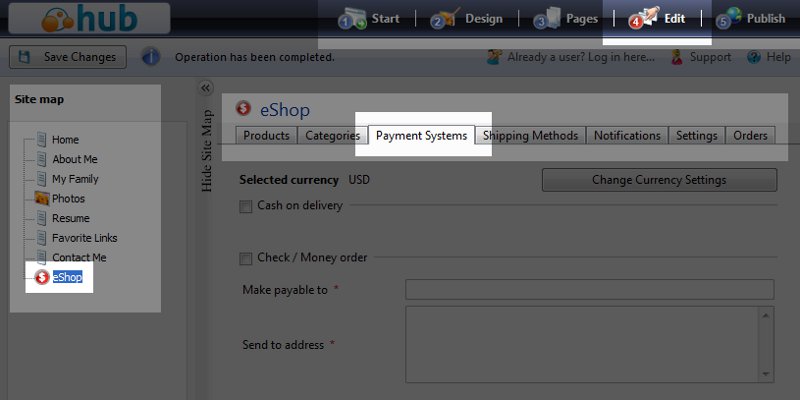 hub
1 Start 2 Design 3 Pages 4 Edit 5 Publish
Save Changes Operation has been completed. Already a user? Log in here... Support Help
Site map
Home
About Me
My Family
Photos
Resume
Favorite Links
Contact Me
eShop
Hide Site Map
eShop
Products Categories Payment Systems Shipping Methods Notifications Settings Orders
Selected currency USD Change Currency Settings
Cash on delivery
Check / Money order
Make payable to *
Send to address *